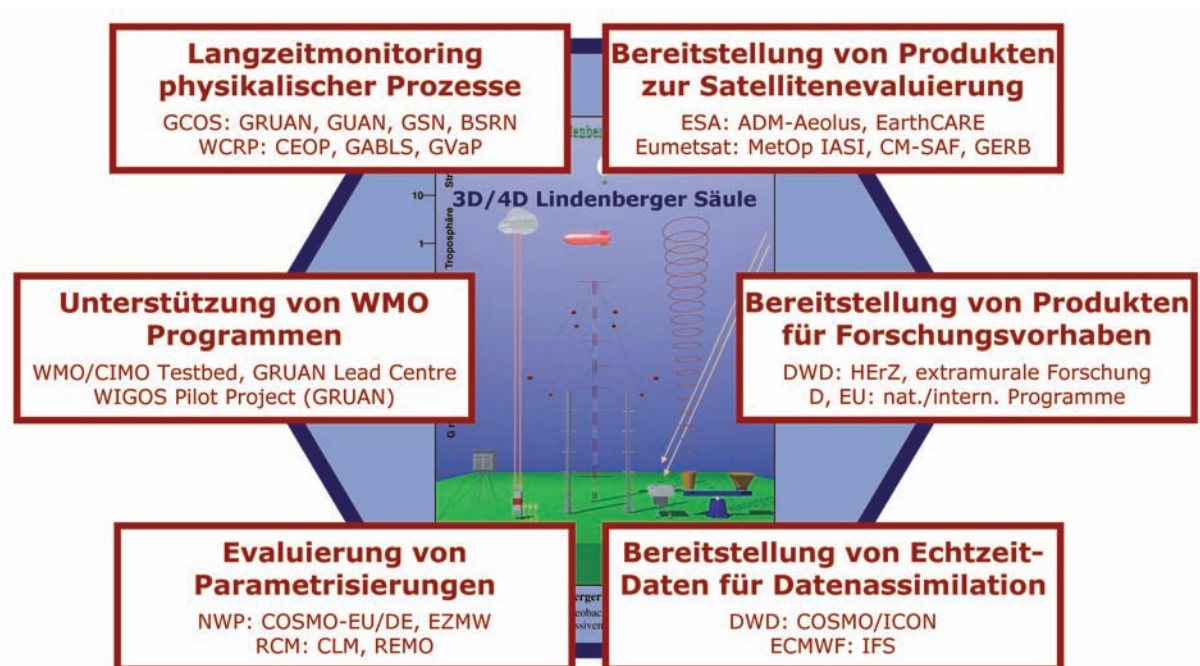 Langzeitmonitoring
physikalischer Prozesse
GCOS: GRUAN, GUAN, GSN, BSRN
WCRP: CEOP, GABLS, GVaP
Bereitstellung von Produkten
zur Satellitenevaluierung
ESA: ADM-Aeolus, EarthCARE
Eumetsat: MetOp IASI, CM-SAF, GERB
3D/4D Lindenberger Säule
10
1
Troposphäre
Unterstützung von WMO
Programmen
WMO/CIMO Testbed, GRUAN Lead Centre
WIGOS Pilot Project (GRUAN)
Bereitstellung von Produkten
für Forschungsvorhaben
DWD: HErZ, extramurale Forschung
D, EU: nat./intern. Programme
Evaluierung von
Parametrisierungen
NWP: COSMO-EU/DE, EZMW
RCM: CLM, REMO
Bereitstellung von Echtzeit-
Daten für Datenassimilation
DWD: COSMO/ICON
ECMWF: IFS